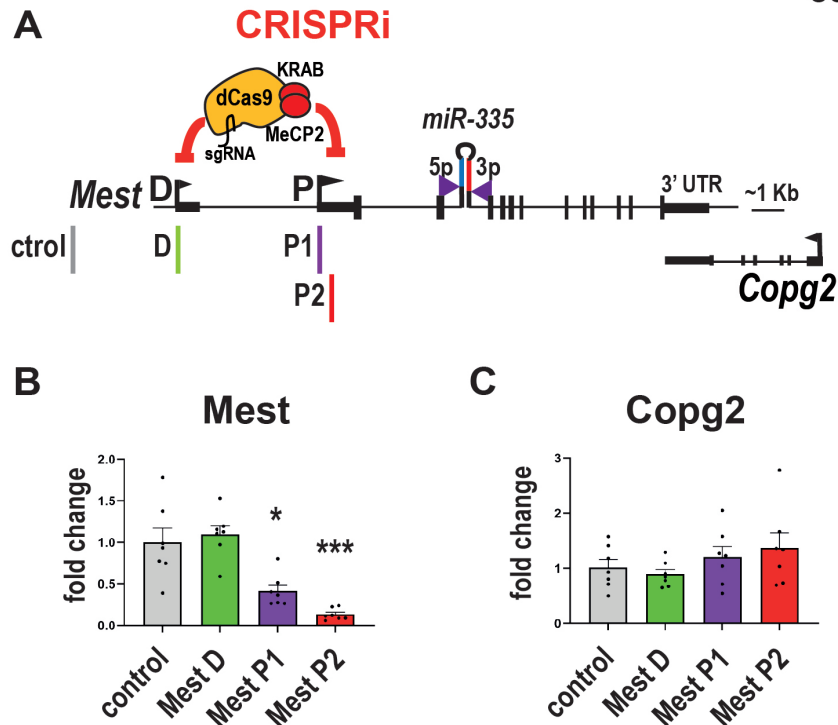 A
CRISPRi
KRAB
dCas9
MeCP2
sgRNA
miR-335
5p 3p
Mest D P 3' UTR ~1 Kb
ctrol D P1
P2
Copg2
B C
Mest Copg2
fold change
2.0
1.5
1.0
0.5
0.0
*
***
control Mest D Mest P1 Mest P2
fold change
3
2
1
0
control Mest D Mest P1 Mest P2